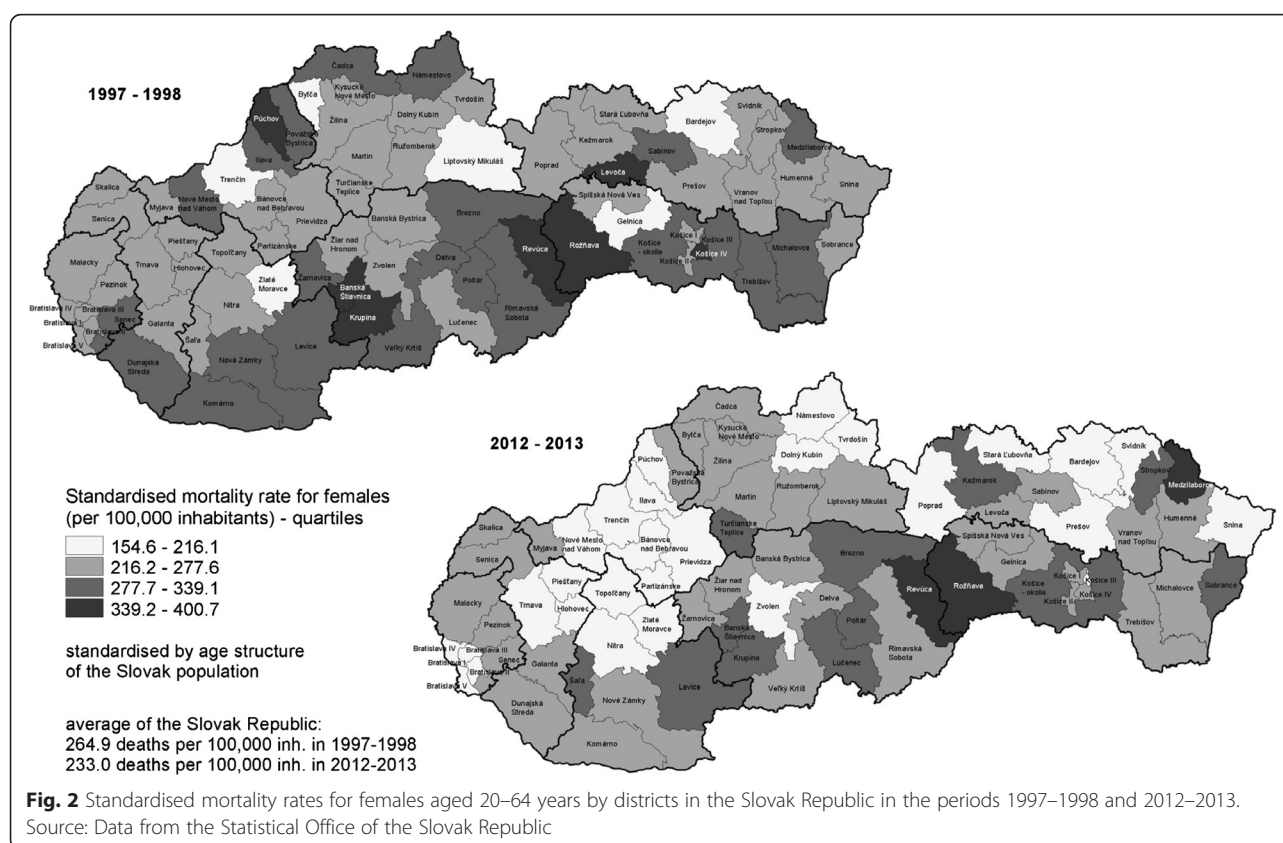 1997 - 1998
Čadca
Námestovo
Bytča
Kysucké
Nové Mesto
Tvrdošín
Púchov
Považská
Bystrica
Žilina
Dolný Kubín
Ilava
Martin
Ružomberok
Liptovský Mikuláš
Trenčín
Turčianske
Teplice
Stará Ľubovňa
Kežmarok
Poprad
Bardejov
Svidník
Stropkov
Medzilaborce
Sabinov
Levoča
Prešov
Vranov
nad Topľou
Humenné
Snina
Skalica
Senica
Myjava
Nové Mesto
nad Váhom
Bánovce
nad Bebravou
Prievidza
Banská Bystrica
Brezno
Spišská Nová Ves
Gelnica
Piešťany
Topoľčany
Partizánske
Žiar nad
Hronom
Malacky
Trnava
Hlohovec
Zlaté
Moravce
Žarnovica
Zvolen
Detva
Revúca
Rožňava
Košice
- okolie
Košice I
Košice II
Košice III
Košice IV
Michalovce
Sobrance
Trebišov
Pezinok
Nitra
Banská
Štiavnica
Poltár
Rimavská
Sobota
Bratislava IV
Bratislava III
Bratislava I
Bratislava II
Bratislava V
Senec
Galanta
Šaľa
Krupina
Lučenec
Levice
Veľký Krtíš
Nové Zámky
Dunajská
Streda
Komárno
2012 - 2013
Čadca
Námestovo
Bytča
Kysucké
Nové Mesto
Tvrdošín
Púchov
Považská
Bystrica
Žilina
Dolný Kubín
Ilava
Martin
Ružomberok
Liptovský Mikuláš
Trenčín
Turčianske
Teplice
Stará Ľubovňa
Kežmarok
Poprad
Bardejov
Svidník
Stropkov
Medzilaborce
Sabinov
Levoča
Prešov
Vranov
nad Topľou
Humenné
Snina
Skalica
Senica
Myjava
Nové Mesto
nad Váhom
Bánovce
nad Bebravou
Prievidza
Banská Bystrica
Brezno
Spišská Nová Ves
Gelnica
Piešťany
Topoľčany
Partizánske
Žiar nad
Hronom
Malacky
Trnava
Hlohovec
Zlaté
Moravce
Žarnovica
Zvolen
Detva
Revúca
Rožňava
Košice
- okolie
Košice I
Košice II
Košice III
Košice IV
Michalovce
Sobrance
Trebišov
Pezinok
Nitra
Banská
Štiavnica
Poltár
Rimavská
Sobota
Bratislava IV
Bratislava III
Bratislava I
Bratislava II
Bratislava V
Senec
Galanta
Šaľa
Krupina
Lučenec
Levice
Veľký Krtíš
Nové Zámky
Dunajská
Streda
Komárno
Standardised mortality rate for females
(per 100,000 inhabitants) - quartiles
154.6 - 216.1
216.2 - 277.6
277.7 - 339.1
339.2 - 400.7
standardised by age structure
of the Slovak population
average of the Slovak Republic:
264.9 deaths per 100,000 inh. in 1997-1998
233.0 deaths per 100,000 inh. in 2012-2013
Fig. 2 Standardised mortality rates for females aged 20–64 years by districts in the Slovak Republic in the periods 1997–1998 and 2012–2013.
Source: Data from the Statistical Office of the Slovak Republic